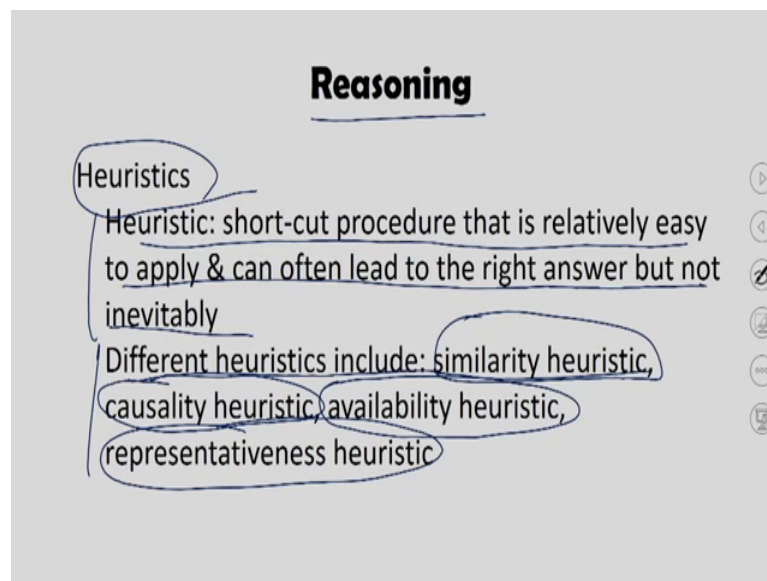 Reasoning
Heuristics
Heuristic: short-cut procedure that is relatively easy
to apply & can often lead to the right answer but not
inevitably
Different heuristics include: similarity heuristic,
causality heuristic, availability heuristic,
representativeness heuristic